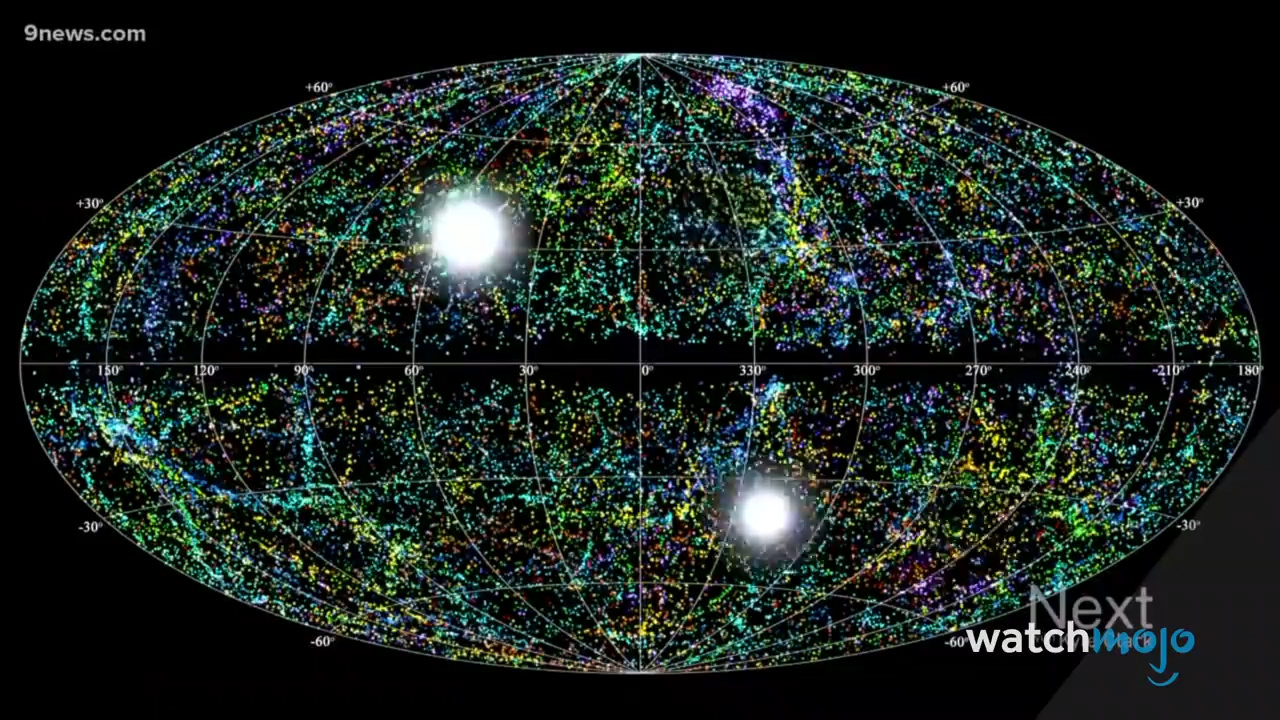 9news.com
+60° +60°
+30° +30°
150° 120° 90° 60° 30° 0° 330° 300° 270° 240° 210° 180°
-30° -30°
Next
-60° -60°
watchmojo